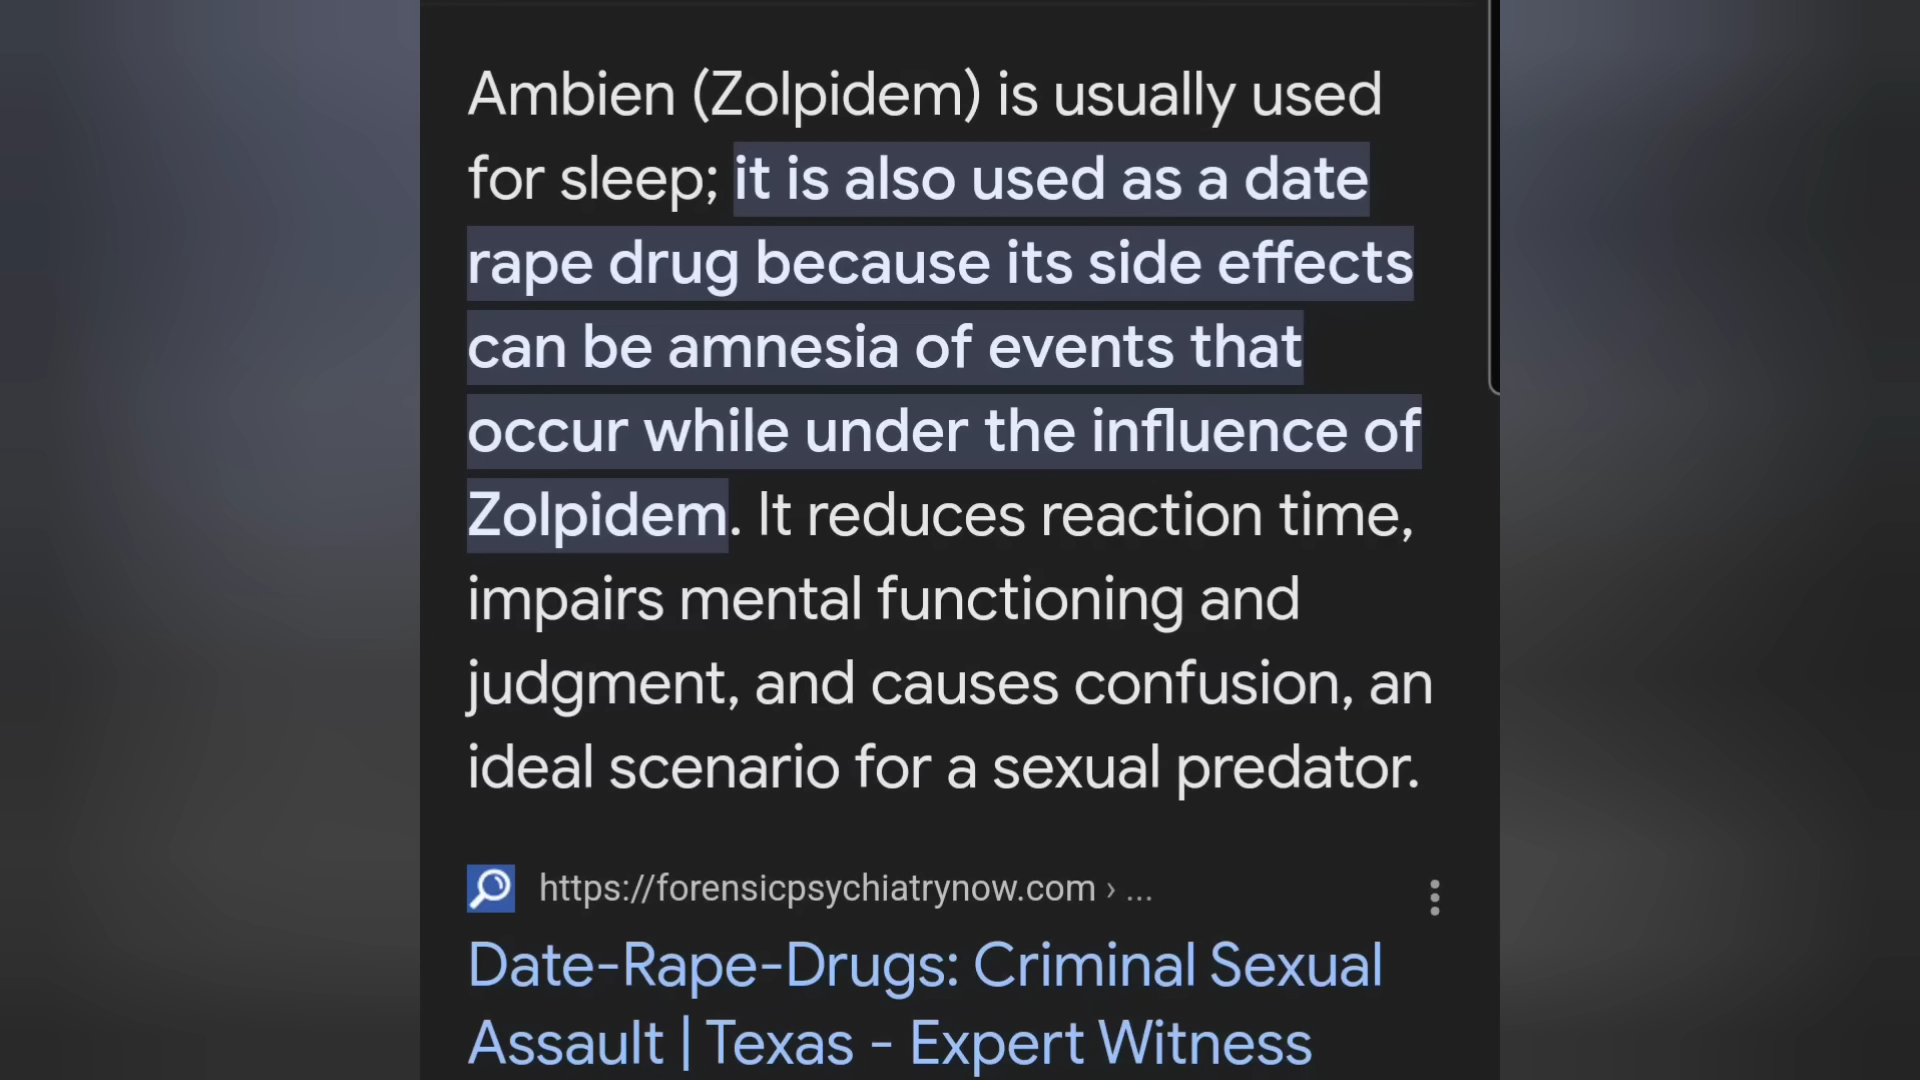 Ambien (Zolpidem) is usually used
for sleep; it is also used as a date
rape drug because its side effects
can be amnesia of events that
occur while under the influence of
Zolpidem. It reduces reaction time,
impairs mental functioning and
judgment, and causes confusion, an
ideal scenario for a sexual predator.
https://forensicpsychiatrynow.com › ...
Date-Rape-Drugs: Criminal Sexual
Assault | Texas - Expert Witness